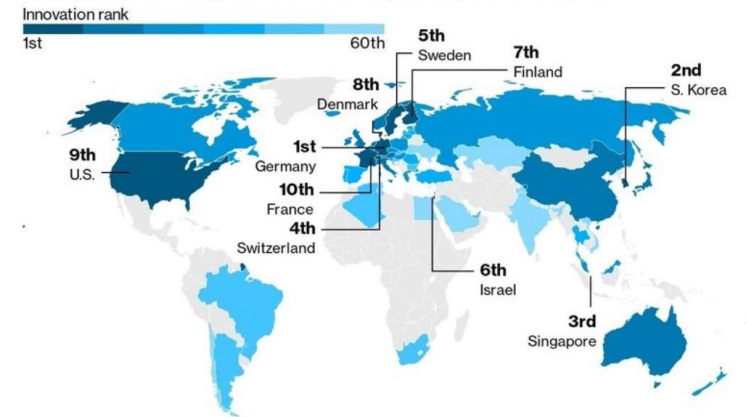 Innovation rank
1st
60th
5th
Sweden
7th
Finland
2nd
S. Korea
8th
Denmark
9th
U.S.
1st
Germany
10th
France
4th
Switzerland
6th
Israel
3rd
Singapore